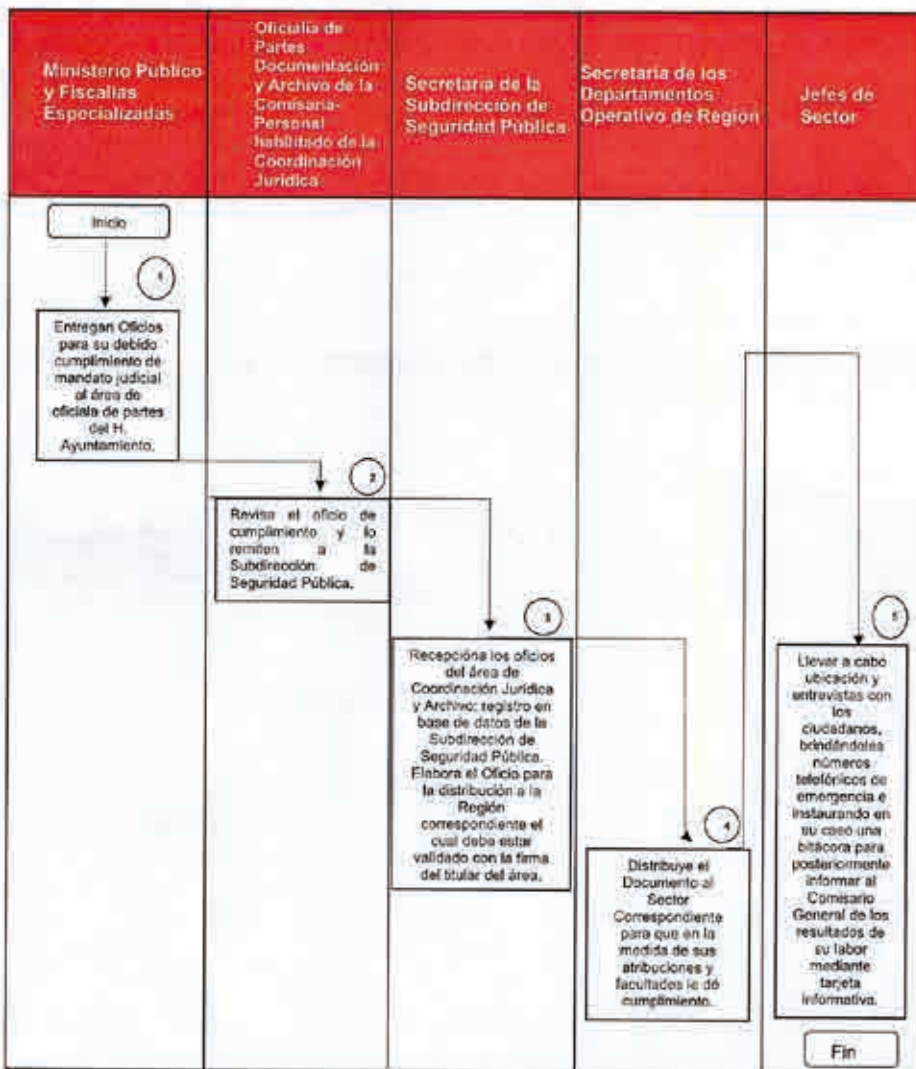 Ministerio Público
y Fiscalías
Especializadas
Oficialía de
Partes
Documentación
y Archivo de la
Comisaría-
Personal
habilitado de la
Coordinación
Jurídica
Secretaria de la
Subdirección de
Seguridad Pública
Secretaria de los
Departamentos
Operativo de Región
Jefes de
Sector
Inicio
1
Entregan Oficios
para su debido
cumplimiento de
mandato judicial
al área de
oficiala de partes
del H.
Ayuntamiento.
2
Revisa el oficio de
cumplimiento y lo
remiten a la
Subdirección de
Seguridad Pública.
3
Recepciona los oficios
del área de
Coordinación Jurídica
y Archivo; registro en
base de datos de la
Subdirección de
Seguridad Pública.
Elabora el Oficio para
la distribución a la
Región
correspondiente el
cual debe estar
validado con la firma
del titular del área.
4
Distribuye el
Documento al
Sector
Correspondiente
para que en la
medida de sus
atribuciones y
facultades le dé
cumplimiento.
5
Llevar a cabo
ubicación y
entrevistas con
los
ciudadanos,
brindándoles
números
telefónicos de
emergencia e
instaurando en
su caso una
bitácora para
posteriormente
informar al
Comisario
General de los
resultados de
su labor
mediante
tarjeta
informativa.
Fin